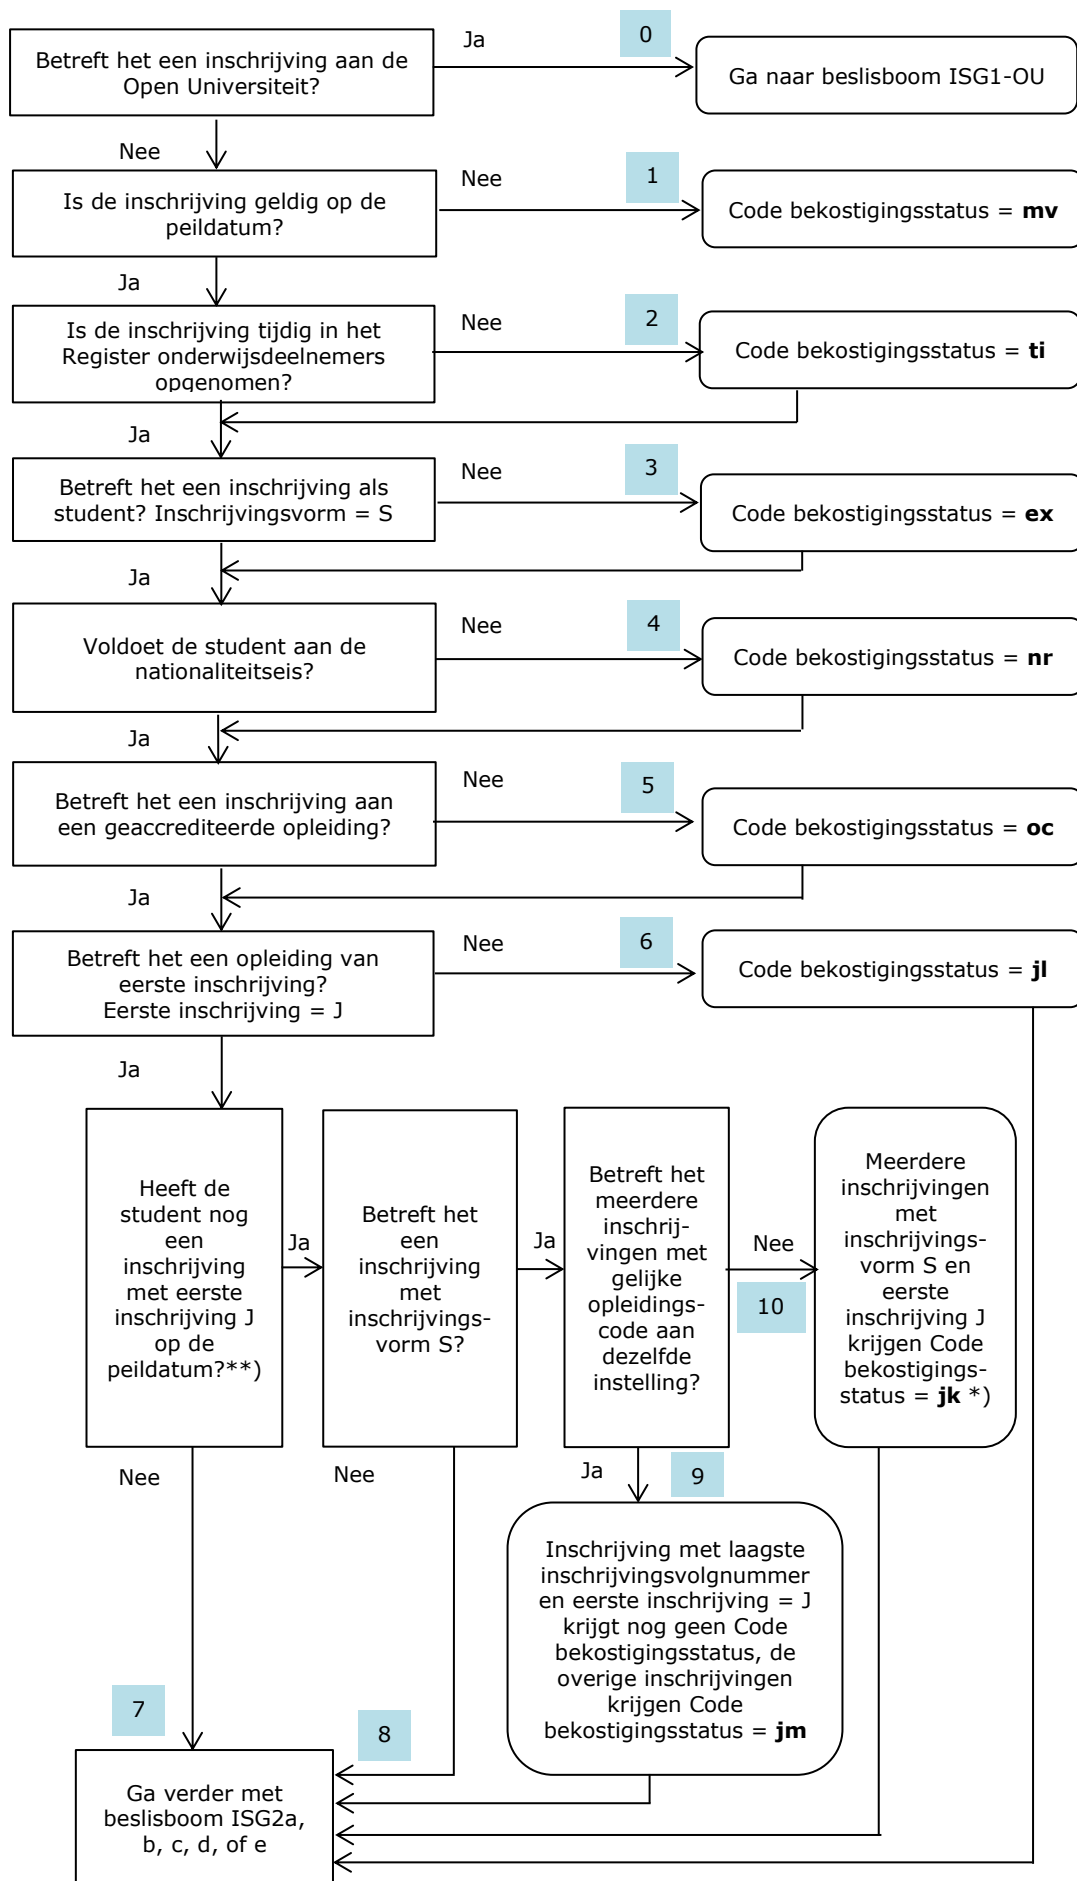 Betreft het een inschrijving aan de
Open Universiteit?
Ja
0
Ga naar beslisboom ISG1-OU
Nee
Is de inschrijving geldig op de
peildatum?
Nee
1
Code bekostigingsstatus = mv
Ja
Is de inschrijving tijdig in het
Register onderwijsdeelnemers
opgenomen?
Nee
2
Code bekostigingsstatus = ti
Ja
Betreft het een inschrijving als
student? Inschrijvingsvorm = S
Nee
3
Code bekostigingsstatus = ex
Ja
Voldoet de student aan de
nationaliteitseis?
Nee
4
Code bekostigingsstatus = nr
Ja
Betreft het een inschrijving aan
een geaccrediteerde opleiding?
Nee
5
Code bekostigingsstatus = oc
Ja
Betreft het een opleiding van
eerste inschrijving?
Eerste inschrijving = J
Nee
6
Code bekostigingsstatus = jl
Ja
Heeft de
student nog
een
inschrijving
met eerste
inschrijving J
op de
peildatum?**)
Ja
Betreft het
een
inschrijving
met
inschrijvings-
vorm S?
Ja
Betreft het
meerdere
inschrij-
vingen met
gelijke
opleidings-
code aan
dezelfde
instelling?
Nee
10
Meerdere
inschrijvingen
met
inschrijvings-
vorm S en
eerste
inschrijving J
krijgen Code
bekostigings-
status = jk *)
Nee
Nee
Ja
9
Inschrijving met laagste
inschrijvingsvolgnummer
en eerste inschrijving = J
krijgt nog geen Code
bekostigingsstatus, de
overige inschrijvingen
krijgen Code
bekostigingsstatus = jm
7
8
Ga verder met
beslisboom ISG2a,
b, c, d, of e